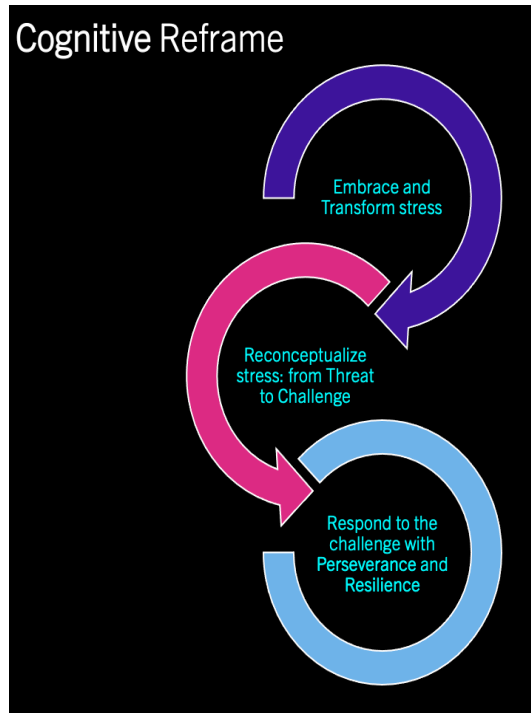 Cognitive Reframe
Embrace and
Transform stress
Reconceptualize
stress: from Threat
to Challenge
Respond to the
challenge with
Perseverance and
Resilience